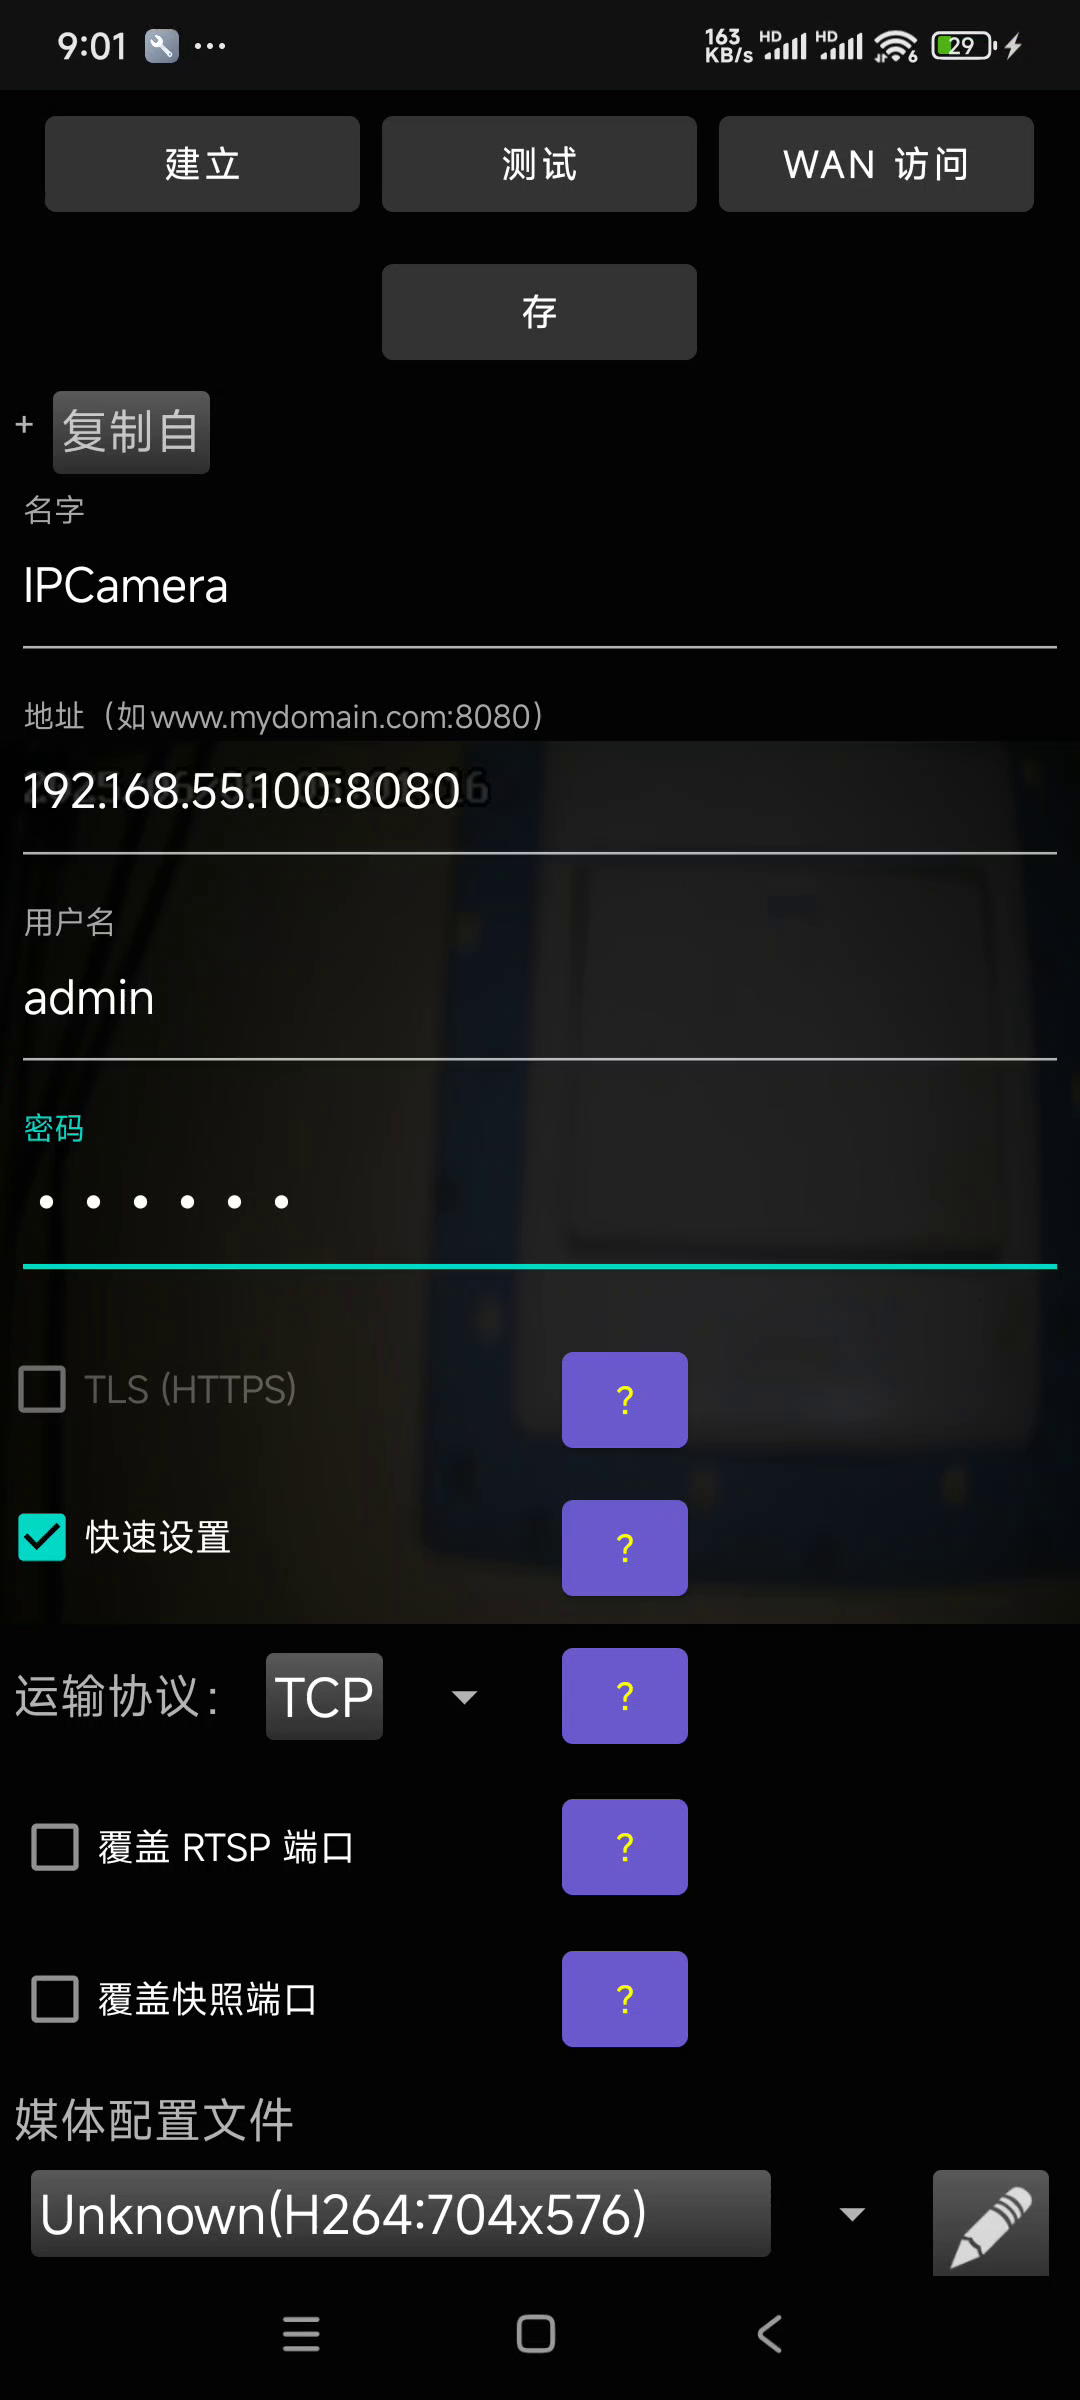 9:01
163 KB/s HD HD 6 29
建立 测试 WAN 访问
存
+ 复制自
名字
IPCamera
地址（如www.mydomain.com:8080）
192.168.55.100:8080
用户名
admin
密码
••••••
TLS (HTTPS) ?
快速设置 ?
运输协议: TCP ?
覆盖 RTSP 端口 ?
覆盖快照端口 ?
媒体配置文件
Unknown(H264:704x576)